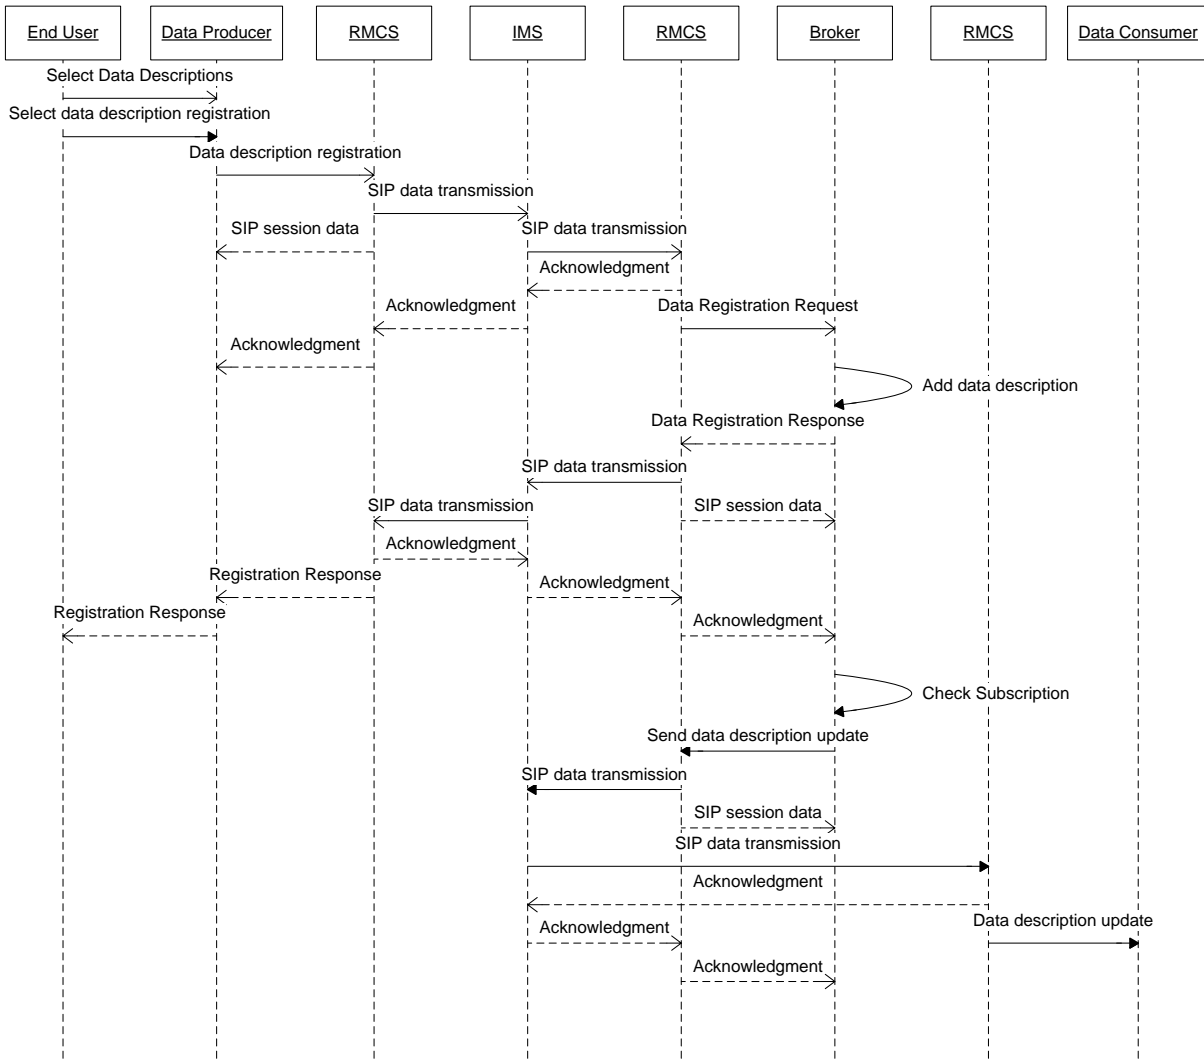 End User
Data Producer
RMCS
IMS
RMCS
Broker
RMCS
Data Consumer
Select Data Descriptions
Select data description registration
Data description registration
SIP data transmission
SIP session data
SIP data transmission
Acknowledgment
Acknowledgment
Data Registration Request
Acknowledgment
Add data description
Data Registration Response
SIP data transmission
SIP data transmission
SIP session data
Acknowledgment
Registration Response
Acknowledgment
Registration Response
Acknowledgment
Check Subscription
Send data description update
SIP data transmission
SIP session data
SIP data transmission
Acknowledgment
Acknowledgment
Data description update
Acknowledgment